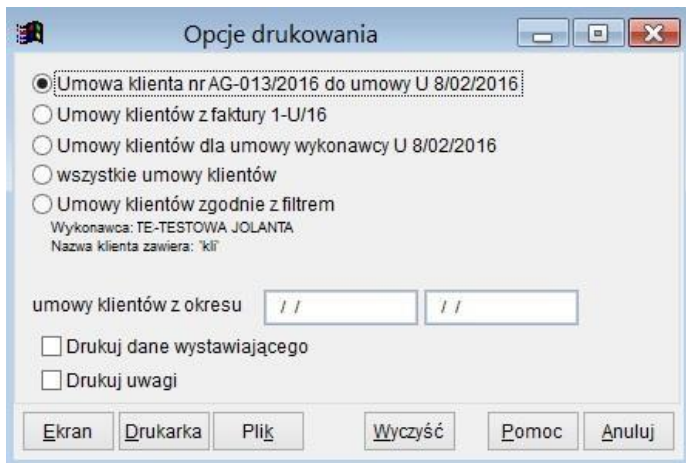 Opcje drukowania
Umowa klienta nr AG-013/2016 do umowy U 8/02/2016
Umowy klientów z faktury 1-U/16
Umowy klientów dla umowy wykonawcy U 8/02/2016
wszystkie umowy klientów
Umowy klientów zgodnie z filtrem
Wykonawca: TE-TESTOWA JOLANTA
Nazwa klienta zawiera: 'kli'
umowy klientów z okresu / / / /
Drukuj dane wystawiającego
Drukuj uwagi
Ekran Drukarka Plik Wyczyść Pomoc Anuluj